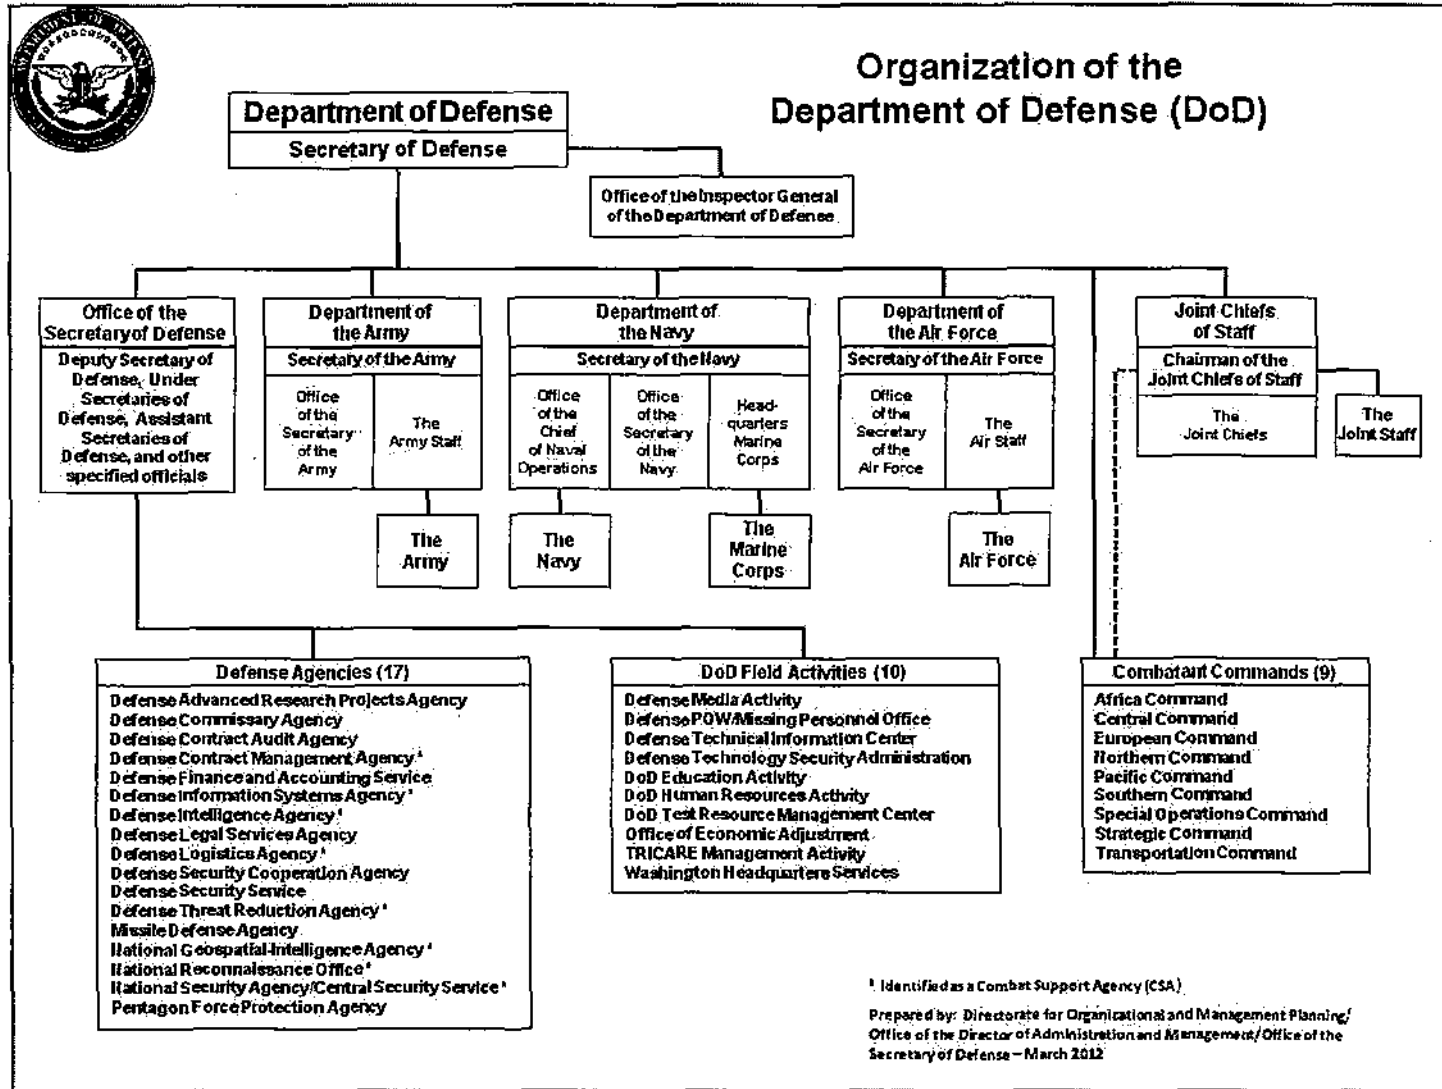 Organization of the
Department of Defense (DoD)
Department of Defense
Secretary of Defense
Office of the Inspector General
of the Department of Defense
Office of the
Secretary of Defense
Deputy Secretary of
Defense, Under
Secretaries of
Defense, Assistant
Secretaries of
Defense, and other
specified officials
Department of
the Army
Secretary of the Army
Office
of the
Secretary
of the
Army
The
Army Staff
The
Army
Department of
the Navy
Secretary of the Navy
Office
of the
Chief
of Naval
Operations
Office
of the
Secretary
of the
Navy
Head-
quarters
Marine
Corps
The
Navy
The
Marine
Corps
Department of
the Air Force
Secretary of the Air Force
Office
of the
Secretary
of the
Air Force
The
Air Staff
The
Air Force
Joint Chiefs
of Staff
Chairman of the
Joint Chiefs of Staff
The
Joint Chiefs
The
Joint Staff
Defense Agencies (17)
Defense Advanced Research Projects Agency
Defense Commissary Agency
Defense Contract Audit Agency
Defense Contract Management Agency *
Defense Finance and Accounting Service
Defense Information Systems Agency *
Defense Intelligence Agency *
Defense Legal Services Agency
Defense Logistics Agency *
Defense Security Cooperation Agency
Defense Security Service
Defense Threat Reduction Agency *
Missile Defense Agency
National Geospatial-Intelligence Agency *
National Reconnaissance Office *
National Security Agency/Central Security Service *
Pentagon Force Protection Agency
DoD Field Activities (10)
Defense Media Activity
Defense POW/Missing Personnel Office
Defense Technical Information Center
Defense Technology Security Administration
DoD Education Activity
DoD Human Resources Activity
DoD Test Resource Management Center
Office of Economic Adjustment
TRICARE Management Activity
Washington Headquarters Services
Combatant Commands (9)
Africa Command
Central Command
European Command
Northern Command
Pacific Command
Southern Command
Special Operations Command
Strategic Command
Transportation Command
* Identified as a Combat Support Agency (CSA)
Prepared by: Directorate for Organizational and Management Planning/
Office of the Director of Administration and Management/Office of the
Secretary of Defense – March 2012